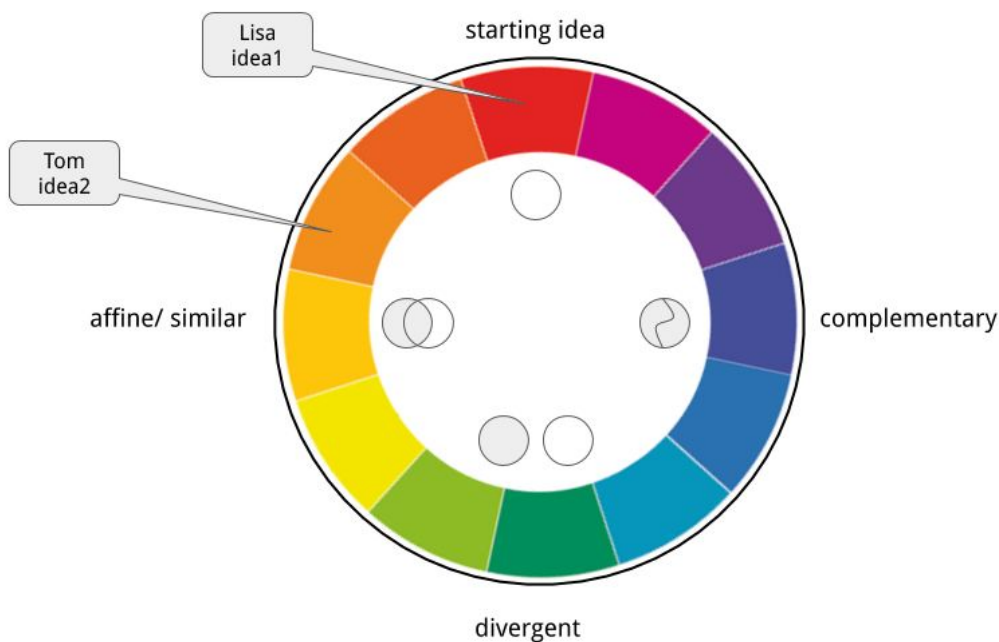 Lisa
idea1
starting idea
Tom
idea2
affine/ similar
complementary
divergent